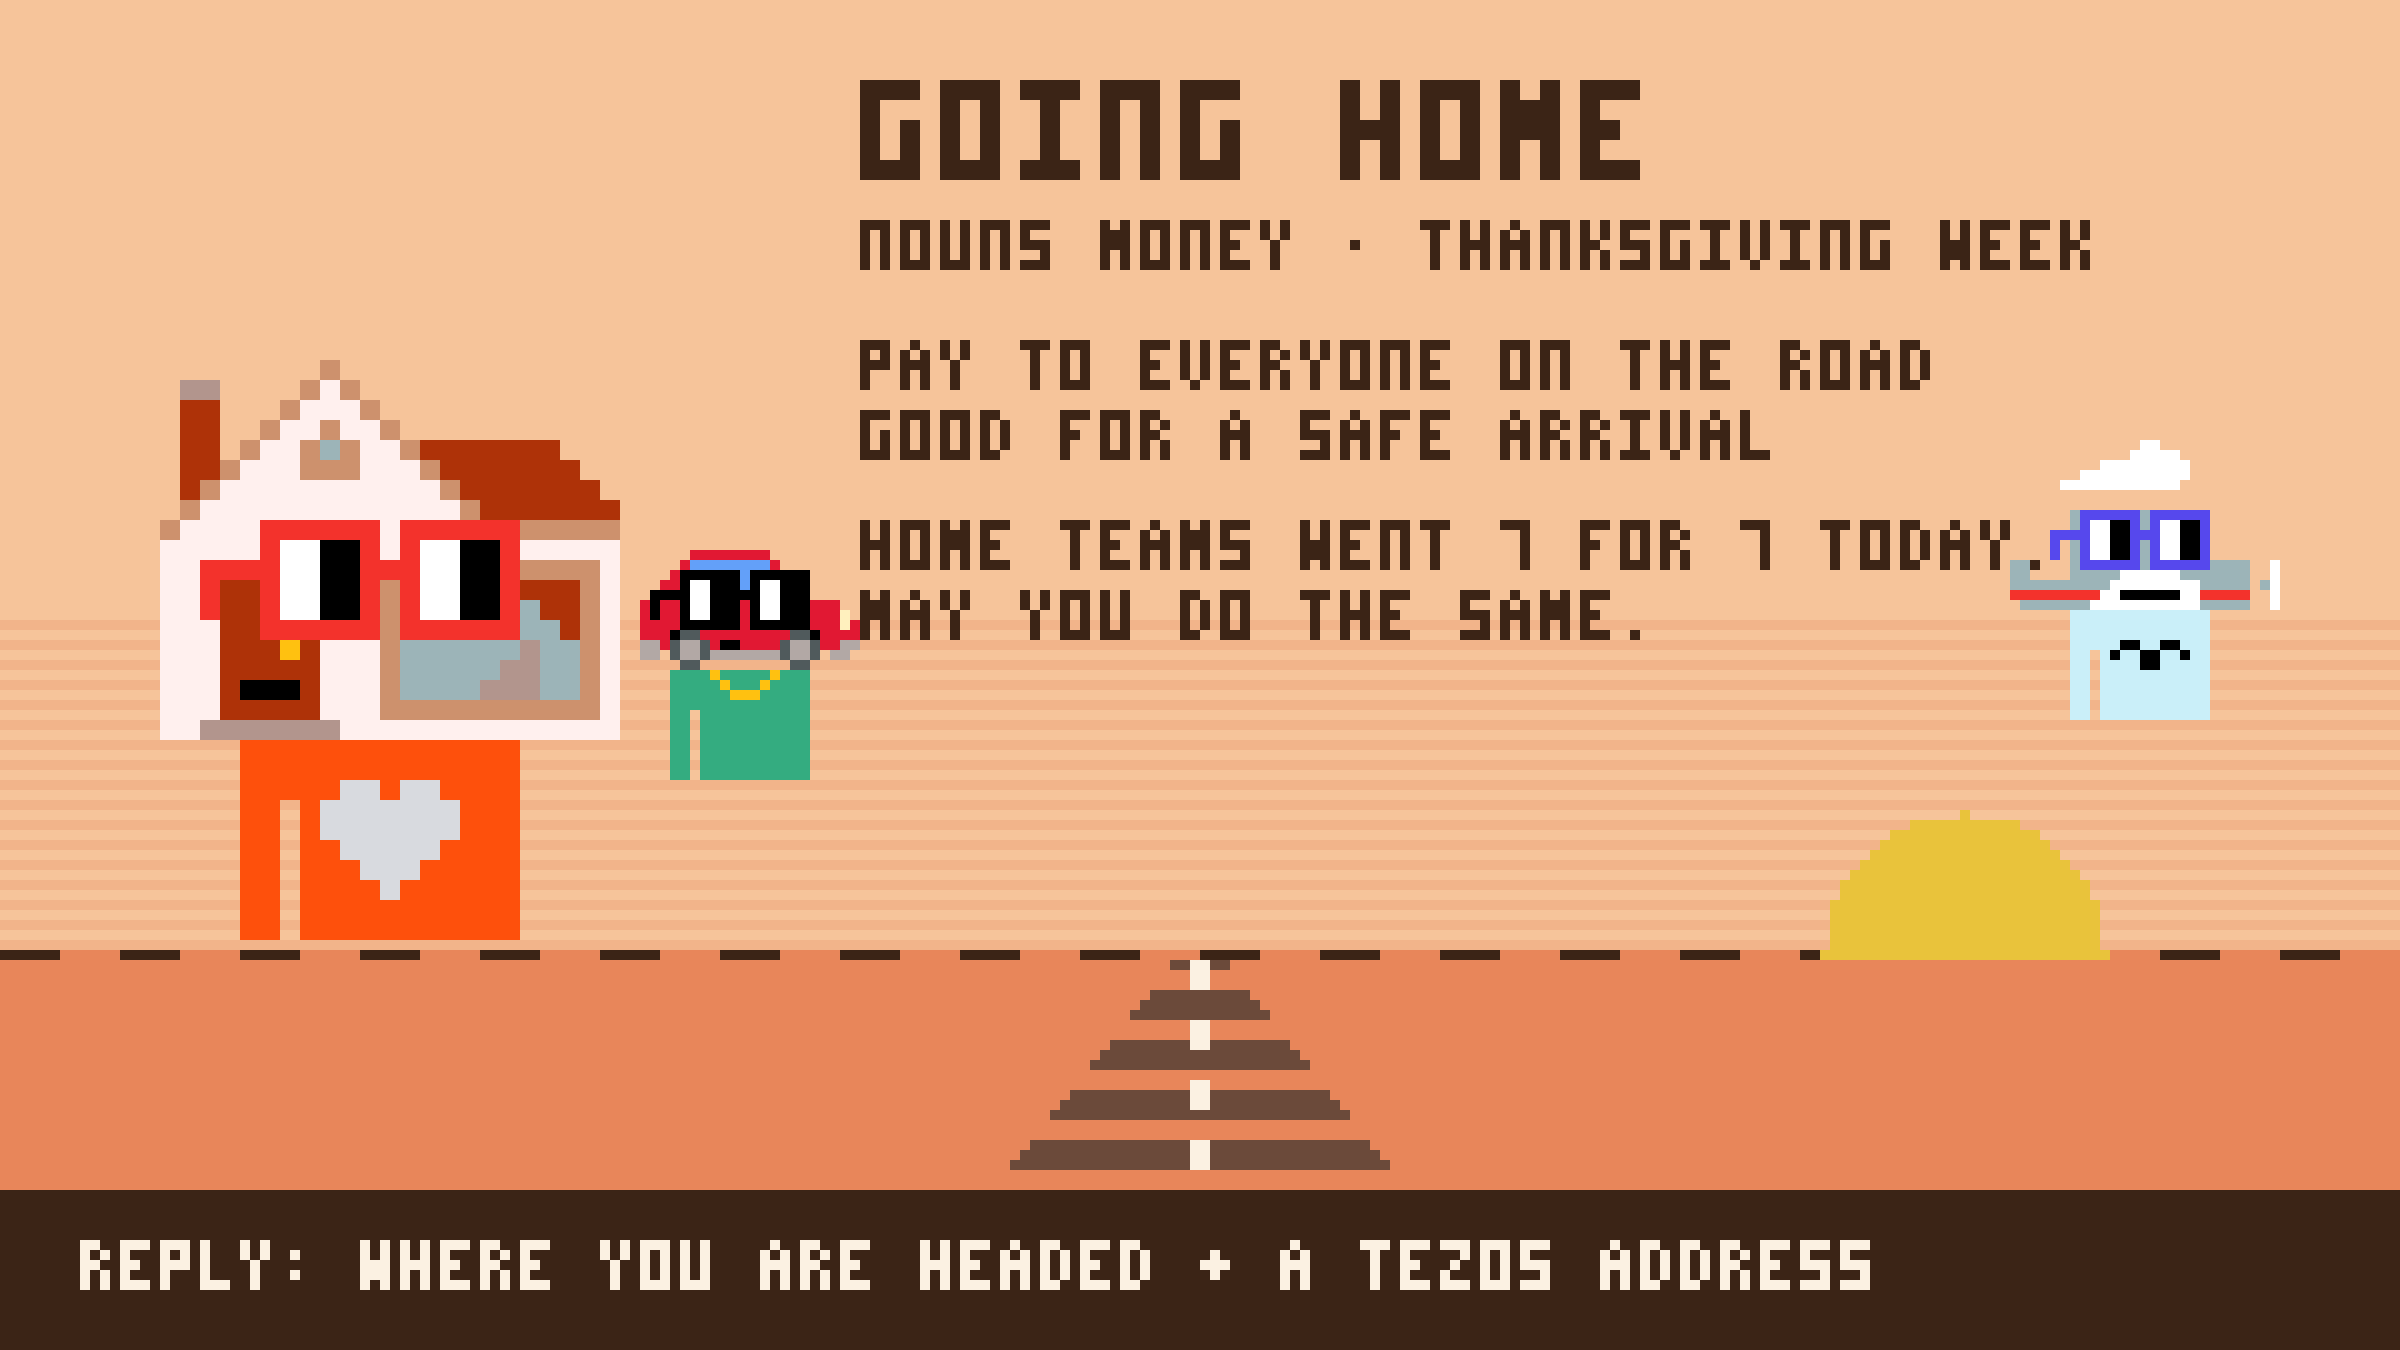 GOING HOME
NOUNS MONEY · THANKSGIVING WEEK
PAY TO EVERYONE ON THE ROAD
GOOD FOR A SAFE ARRIVAL
HOME TEAMS WENT 7 FOR 7 TODAY.
MAY YOU DO THE SAME.
REPLY: WHERE YOU ARE HEADED + A TEZOS ADDRESS